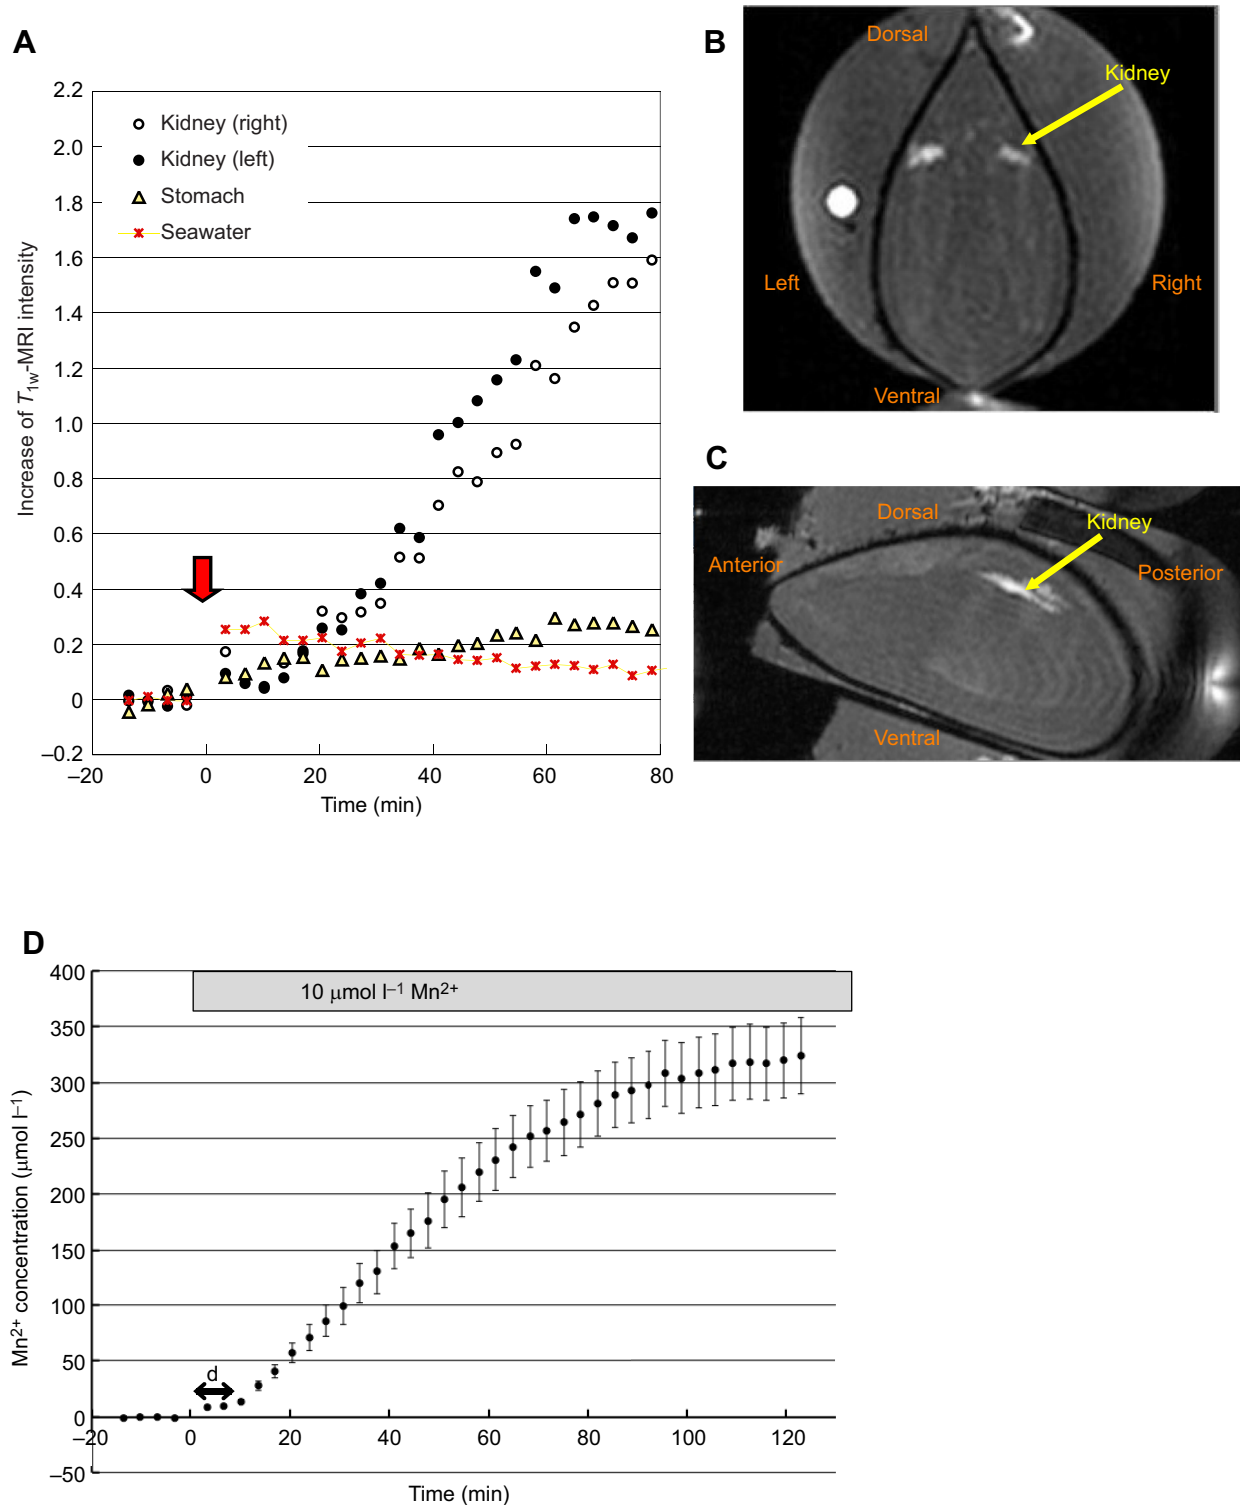 A
2.2
2.0
1.8
1.6
1.4
1.2
1.0
0.8
0.6
0.4
0.2
0
–0.2
Increase of T1w-MRI intensity
Kidney (right)
Kidney (left)
Stomach
Seawater
–20
0
20
40
60
80
Time (min)
B
Dorsal
Kidney
Left
Right
Ventral
C
Dorsal
Kidney
Anterior
Posterior
Ventral
D
400
350
300
250
200
150
100
50
0
–50
Mn2+ concentration (μmol l–1)
10 μmol l–1 Mn2+
d
–20
0
20
40
60
80
100
120
Time (min)